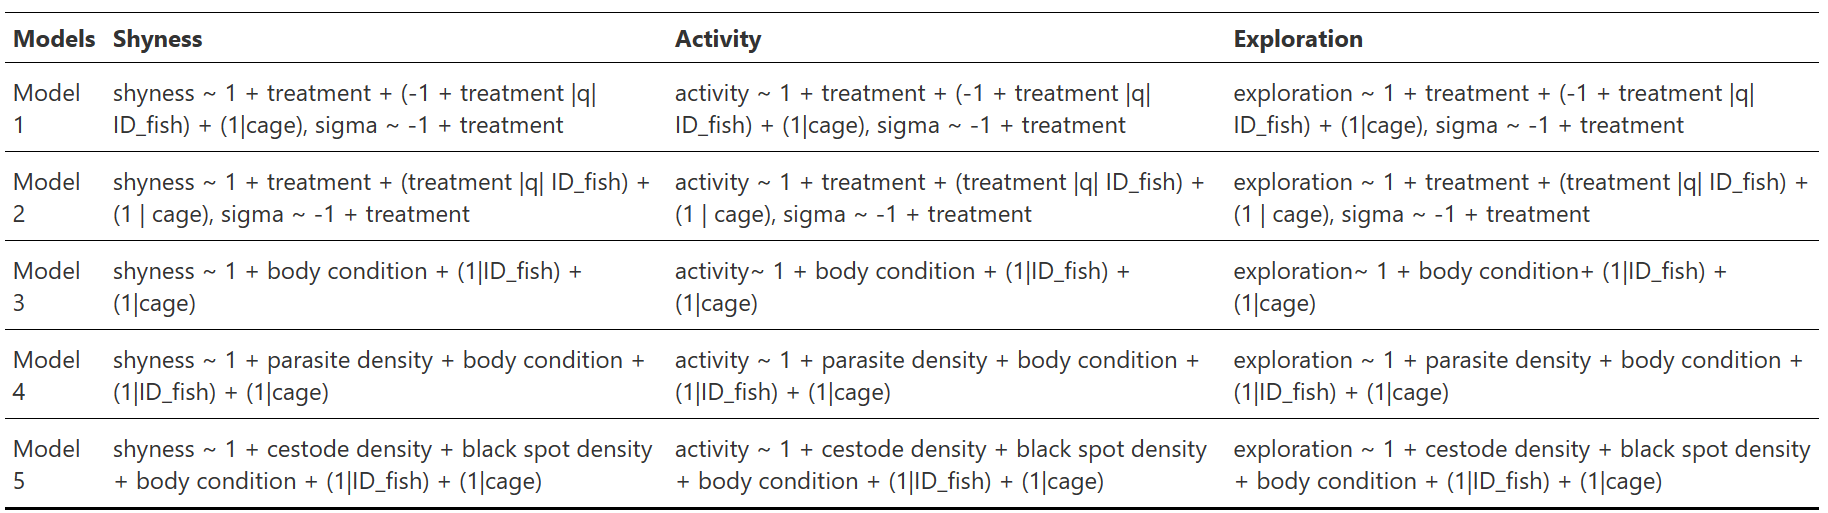 Models Shyness Activity Exploration
Model shyness ~ 1 + treatment + (-1 + treatment |q| activity ~ 1 + treatment + (-1 + treatment |q| exploration ~ 1 + treatment + (-1 + treatment |q|
1 ID_fish) + (1|cage), sigma ~ -1 + treatment ID_fish) + (1|cage), sigma ~ -1 + treatment ID_fish) + (1|cage), sigma ~ -1 + treatment
Model shyness ~ 1 + treatment + (treatment |q| ID_fish) + activity ~ 1 + treatment + (treatment |q| ID_fish) + exploration ~ 1 + treatment + (treatment |q| ID_fish) +
2 (1 | cage), sigma ~ -1 + treatment (1 | cage), sigma ~ -1 + treatment (1 | cage), sigma ~ -1 + treatment
Model shyness ~ 1 + body condition + (1|ID_fish) + activity~ 1 + body condition + (1|ID_fish) + exploration~ 1 + body condition+ (1|ID_fish) +
3 (1|cage) (1|cage) (1|cage)
Model shyness ~ 1 + parasite density + body condition + activity ~ 1 + parasite density + body condition + exploration ~ 1 + parasite density + body condition +
4 (1|ID_fish) + (1|cage) (1|ID_fish) + (1|cage) (1|ID_fish) + (1|cage)
Model shyness ~ 1 + cestode density + black spot density activity ~ 1 + cestode density + black spot density exploration ~ 1 + cestode density + black spot density
5 + body condition + (1|ID_fish) + (1|cage) + body condition + (1|ID_fish) + (1|cage) + body condition + (1|ID_fish) + (1|cage)